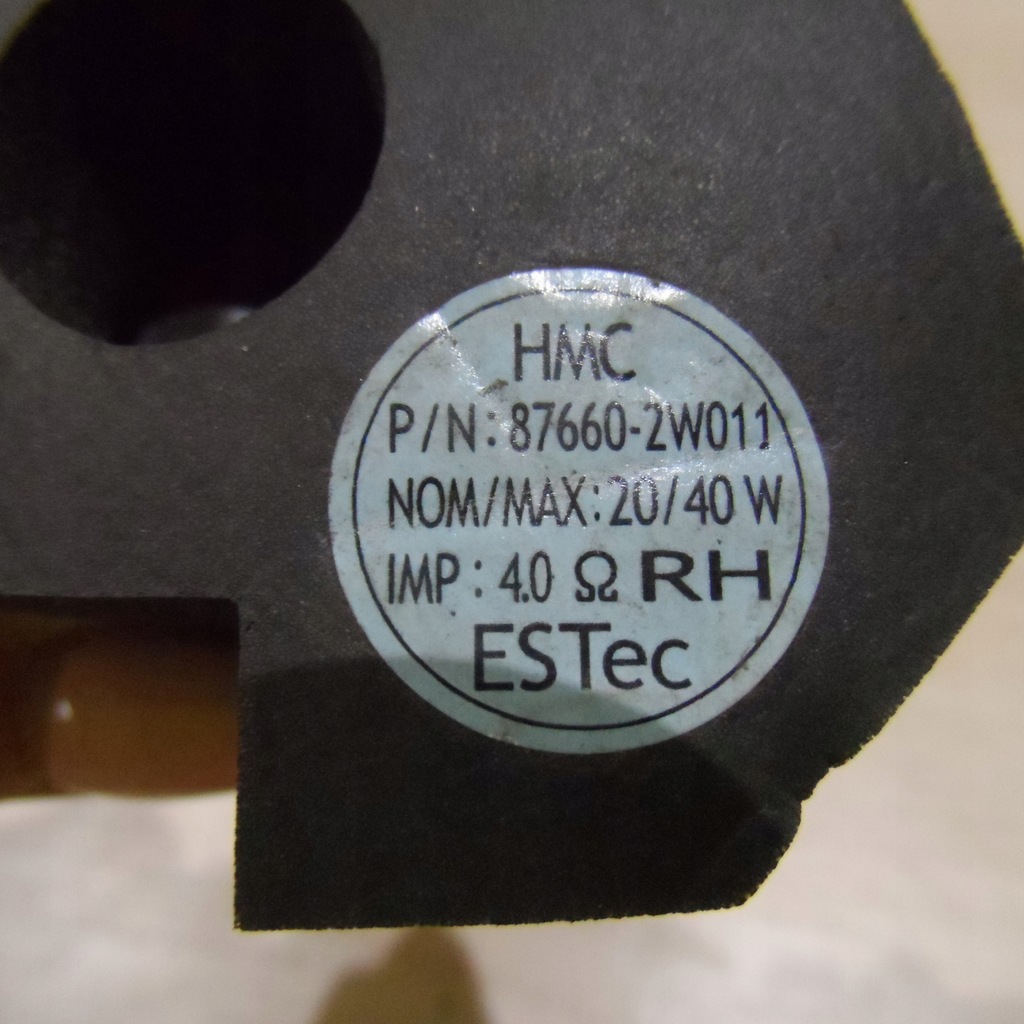 HMC
P/N: 87660-2W011
NOM/MAX: 20/40 W
IMP: 4.0 Ω RH
ESTec